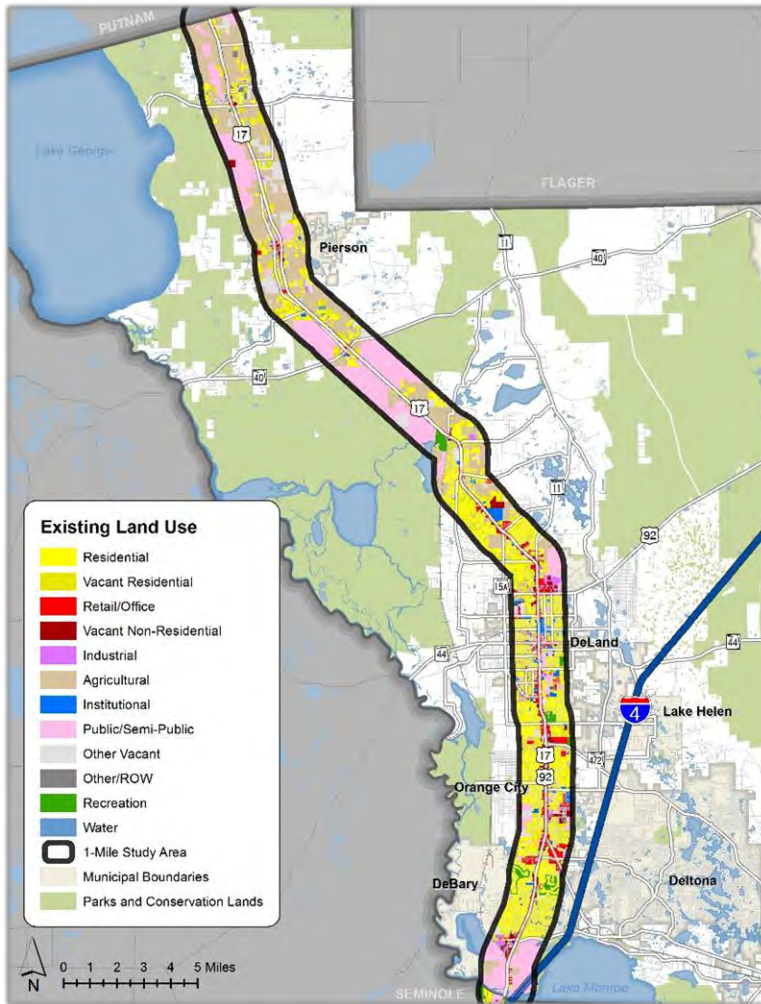 PUTNAM
Lake George
17
FLAGER
11
Pierson
40
40
17
11
92
15A
DeLand
44
44
4
Lake Helen
17
92
472
Orange City
DeBary
Deltona
SEMINOLE
Lake Monroe
Existing Land Use
Residential
Vacant Residential
Retail/Office
Vacant Non-Residential
Industrial
Agricultural
Institutional
Public/Semi-Public
Other Vacant
Other/ROW
Recreation
Water
1-Mile Study Area
Municipal Boundaries
Parks and Conservation Lands
N
0 1 2 3 4 5 Miles